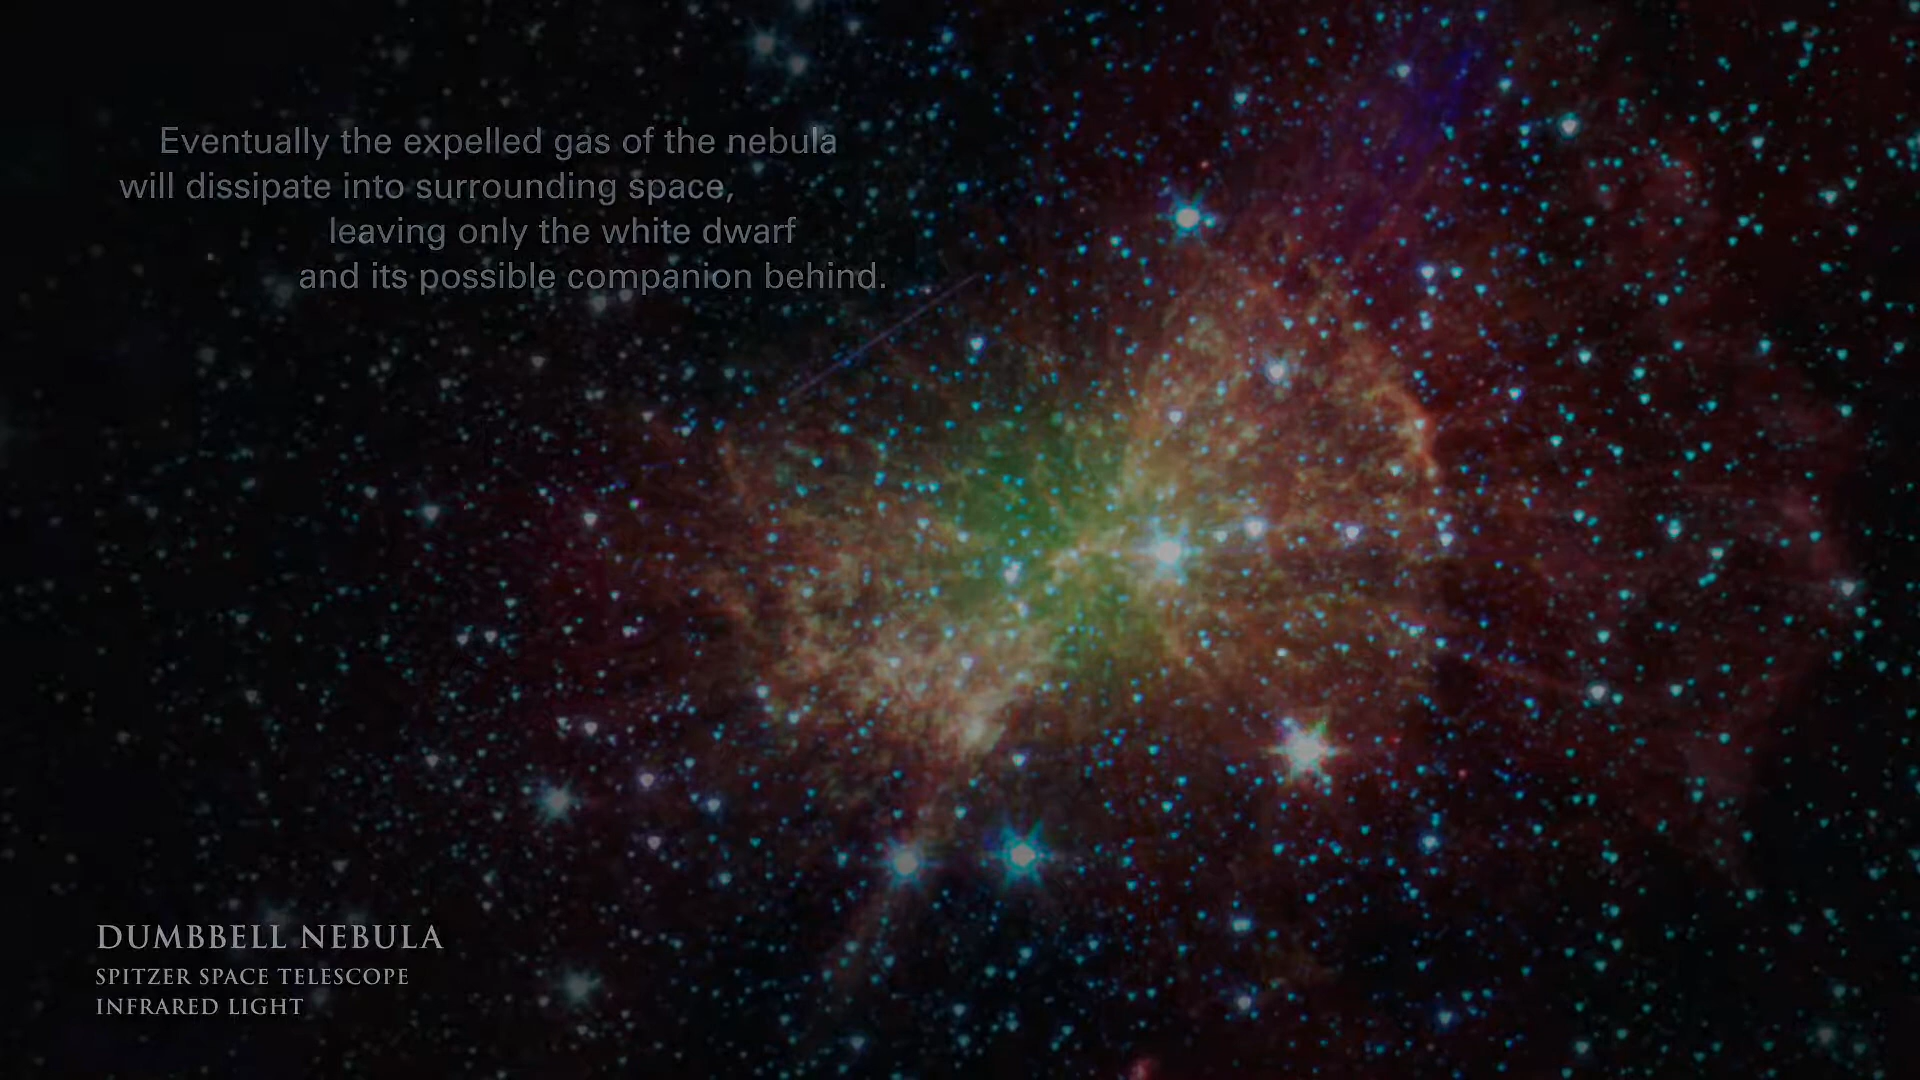 Eventually the expelled gas of the nebula
will dissipate into surrounding space,
leaving only the white dwarf
and its possible companion behind.
DUMBBELL NEBULA
SPITZER SPACE TELESCOPE
INFRARED LIGHT